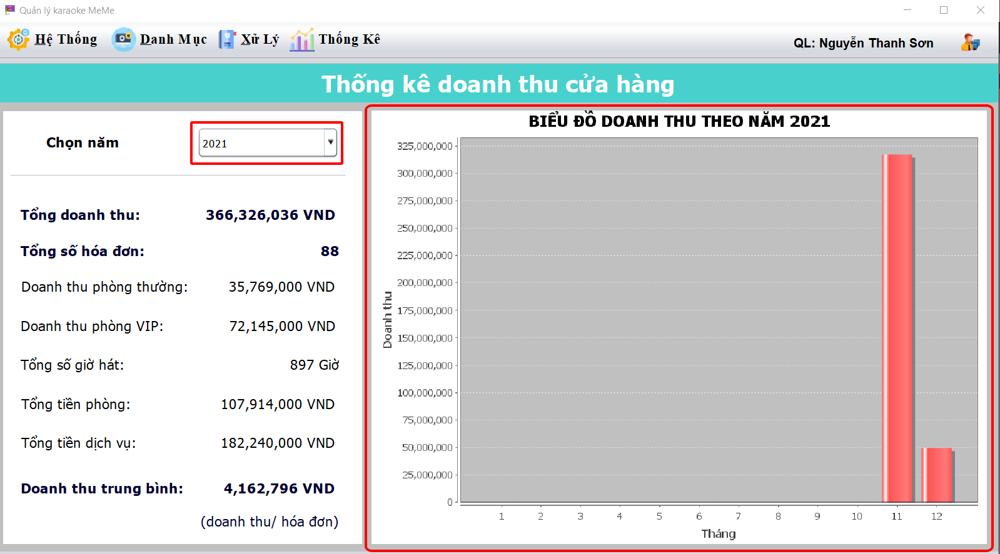 Quản lý karaoke MeMe
Hệ Thống Danh Mục Xử Lý Thống Kê
QL: Nguyễn Thanh Sơn
Thống kê doanh thu cửa hàng
Chọn năm 2021
Tổng doanh thu: 366,326,036 VND
Tổng số hóa đơn: 88
Doanh thu phòng thường: 35,769,000 VND
Doanh thu phòng VIP: 72,145,000 VND
Tổng số giờ hát: 897 Giờ
Tổng tiền phòng: 107,914,000 VND
Tổng tiền dịch vụ: 182,240,000 VND
Doanh thu trung bình: 4,162,796 VND
(doanh thu/ hóa đơn)
BIỂU ĐỒ DOANH THU THEO NĂM 2021
Doanh thu
325,000,000
300,000,000
275,000,000
250,000,000
225,000,000
200,000,000
175,000,000
150,000,000
125,000,000
100,000,000
75,000,000
50,000,000
25,000,000
0
1 2 3 4 5 6 7 8 9 10 11 12
Tháng